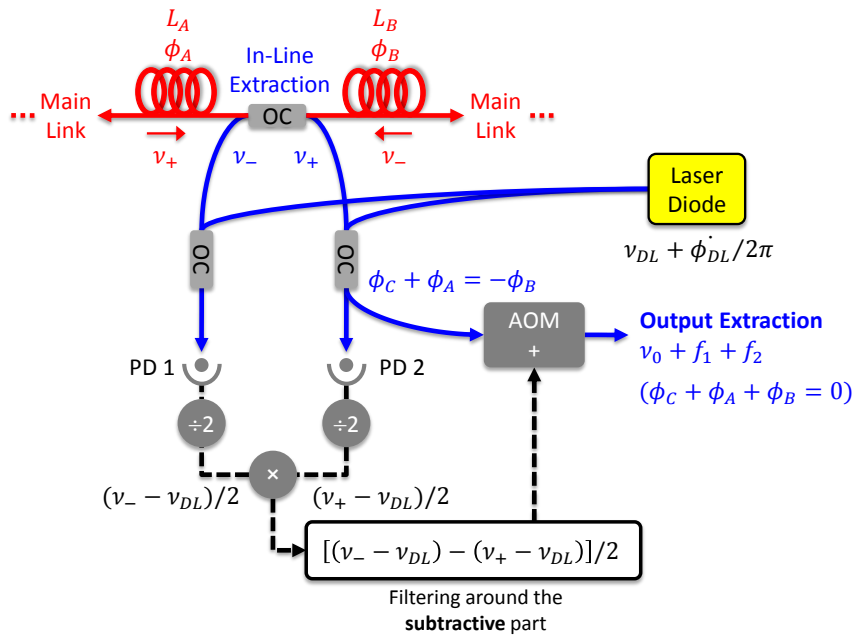 L_A
ϕ_A
L_B
ϕ_B
In-Line
Extraction
Main
Link
OC
Main
Link
ν_+
ν_−
ν_+
ν_−
Laser
Diode
ν_DL + ϕ̇_DL/2π
OC
OC
ϕ_C + ϕ_A = −ϕ_B
AOM
+
Output Extraction
ν_0 + f_1 + f_2
(ϕ_C + ϕ_A + ϕ_B = 0)
PD 1
PD 2
÷2
÷2
×
(ν_− − ν_DL)/2
(ν_+ − ν_DL)/2
[(ν_− − ν_DL) − (ν_+ − ν_DL)]/2
Filtering around the
subtractive part